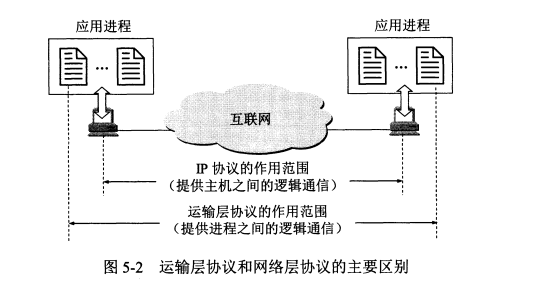 应用进程
应用进程
…
…
互联网
IP 协议的作用范围
（提供主机之间的逻辑通信）
运输层协议的作用范围
（提供进程之间的逻辑通信）
图 5-2 运输层协议和网络层协议的主要区别